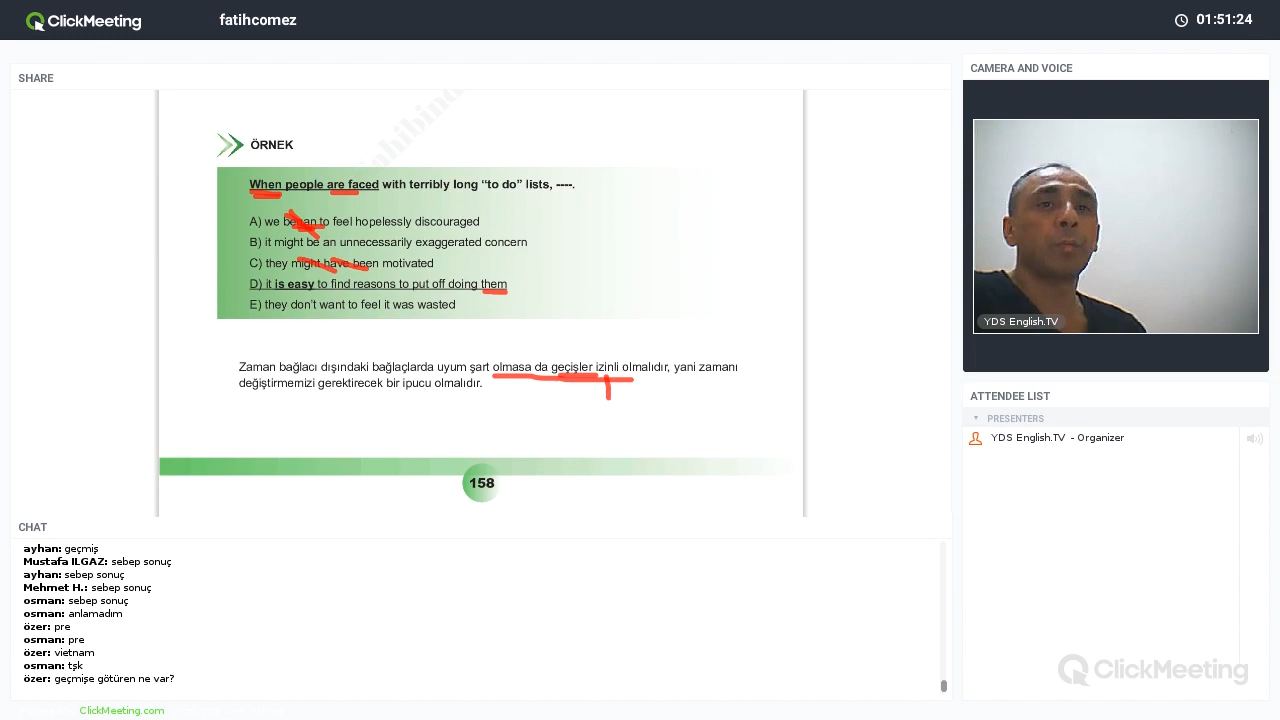 ClickMeeting
fatihcomez
01:51:24
SHARE
CAMERA AND VOICE
ÖRNEK
When people are faced with terribly long “to do” lists, ----.
A) we began to feel hopelessly discouraged
B) it might be an unnecessarily exaggerated concern
C) they might have been motivated
D) it is easy to find reasons to put off doing them
E) they don’t want to feel it was wasted
Zaman bağlacı dışındaki bağlaçlarda uyum şart olmasa da geçişler izinli olmalıdır, yani zamanı
değiştirmemizi gerektirecek bir ipucu olmalıdır.
158
YDS English.TV
ATTENDEE LIST
PRESENTERS
YDS English.TV - Organizer
CHAT
ayhan: geçmiş
Mustafa ILGAZ: sebep sonuç
ayhan: sebep sonuç
Mehmet H.: sebep sonuç
osman: sebep sonuç
osman: anlamadım
özer: pre
osman: pre
özer: vietnam
osman: tşk
özer: geçmişe götüren ne var?
ClickMeeting
ClickMeeting.com